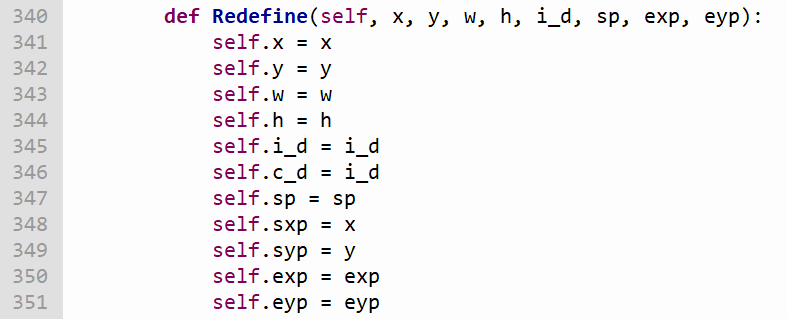 340 def Redefine(self, x, y, w, h, i_d, sp, exp, eyp):
341 self.x = x
342 self.y = y
343 self.w = w
344 self.h = h
345 self.i_d = i_d
346 self.c_d = i_d
347 self.sp = sp
348 self.sxp = x
349 self.syp = y
350 self.exp = exp
351 self.eyp = eyp